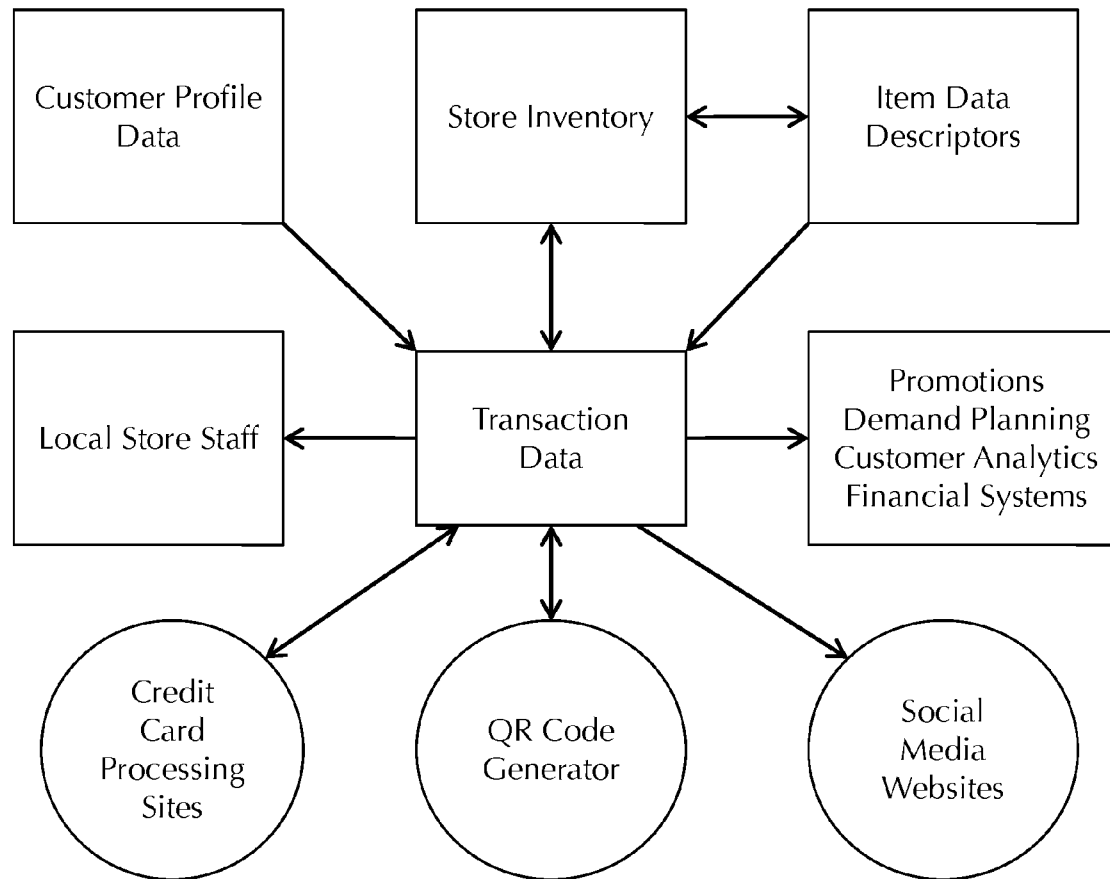 Customer Profile
Data
Store Inventory
Item Data
Descriptors
Local Store Staff
Transaction
Data
Promotions
Demand Planning
Customer Analytics
Financial Systems
Credit
Card
Processing
Sites
QR Code
Generator
Social
Media
Websites